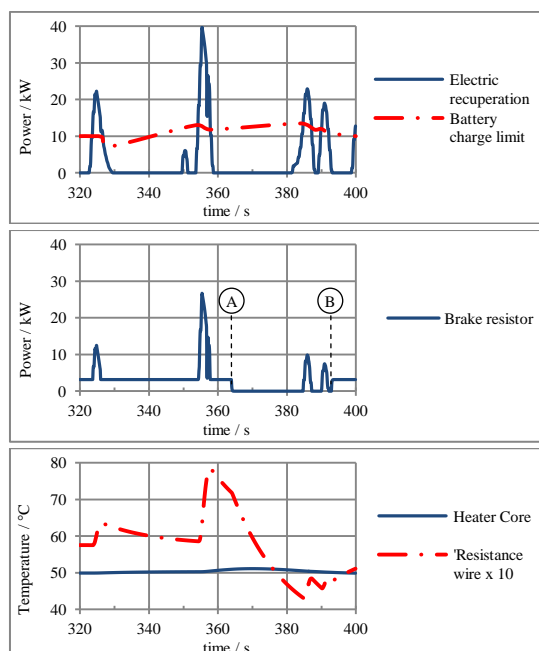 Power / kW
40
30
20
10
0
320 340 360 380 400
time / s
Electric
recuperation
Battery
charge limit
Power / kW
40
30
20
10
0
320 340 360 380 400
time / s
A
B
Brake resistor
Temperature / °C
80
70
60
50
40
320 340 360 380 400
time / s
Heater Core
'Resistance
wire x 10